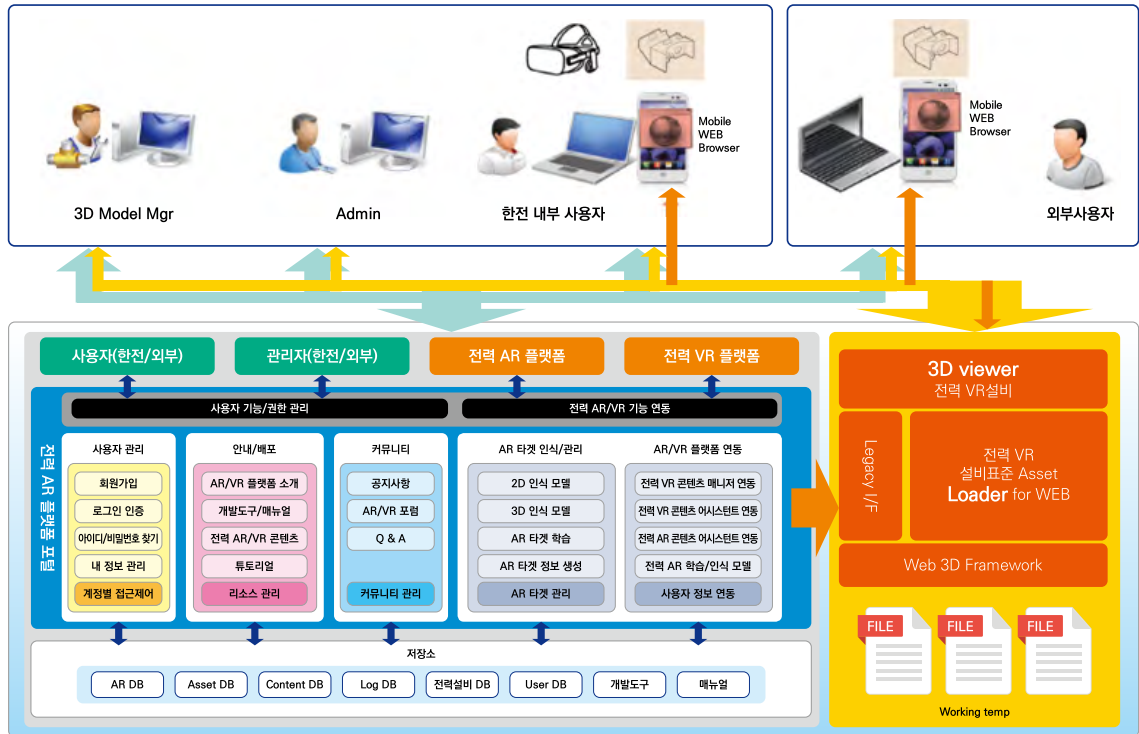 Mobile
WEB
Browser
Mobile
WEB
Browser
3D Model Mgr
Admin
한전 내부 사용자
외부사용자
사용자(한전/외부)
관리자(한전/외부)
전력 AR 플랫폼
전력 VR 플랫폼
전력 AR 플랫폼 포털
사용자 기능/권한 관리
전력 AR/VR 기능 연동
사용자 관리
회원가입
로그인 인증
아이디/비밀번호 찾기
내 정보 관리
계정별 접근제어
안내/배포
AR/VR 플랫폼 소개
개발도구/매뉴얼
전력 AR/VR 콘텐츠
튜토리얼
리소스 관리
커뮤니티
공지사항
AR/VR 포럼
Q & A
커뮤니티 관리
AR 타겟 인식/관리
2D 인식 모델
3D 인식 모델
AR 타겟 학습
AR 타겟 정보 생성
AR 타겟 관리
AR/VR 플랫폼 연동
전력 VR 콘텐츠 매니저 연동
전력 VR 콘텐츠 어시스턴트 연동
전력 AR 콘텐츠 어시스턴트 연동
전력 AR 학습/인식 모델
사용자 정보 연동
저장소
AR DB
Asset DB
Content DB
Log DB
전력설비 DB
User DB
개발도구
매뉴얼
3D viewer
전력 VR설비
Legacy I/F
전력 VR
설비표준 Asset
Loader for WEB
Web 3D Framework
FILE
FILE
FILE
Working temp